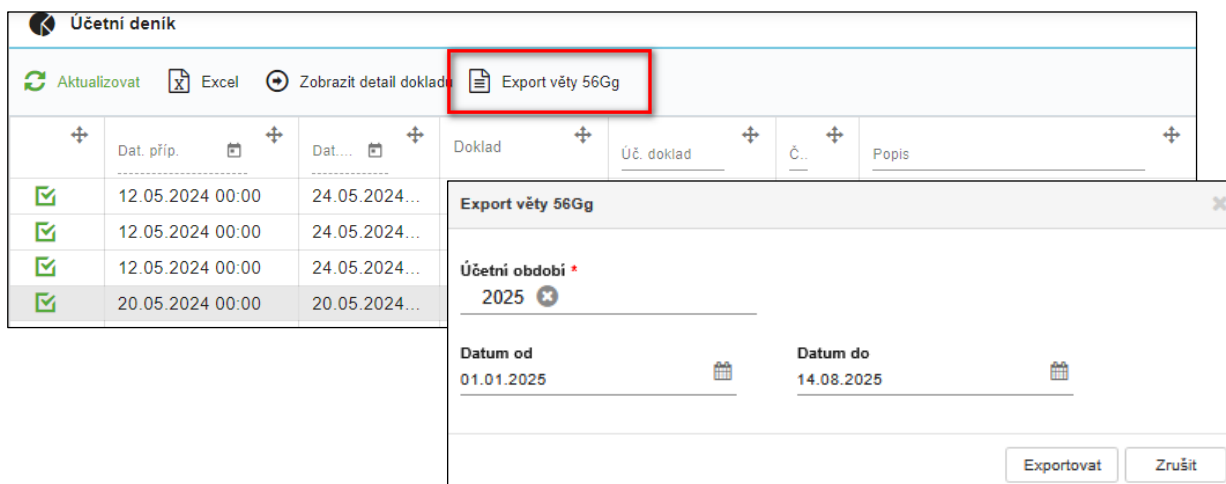 Účetní deník
Aktualizovat Excel Zobrazit detail dokladu Export věty 56Gg
Dat. příp. Dat.... Doklad Úč. doklad Č.. Popis
12.05.2024 00:00 24.05.2024...
12.05.2024 00:00 24.05.2024...
12.05.2024 00:00 24.05.2024...
20.05.2024 00:00 20.05.2024...
Export věty 56Gg
Účetní období *
2025
Datum od Datum do
01.01.2025 14.08.2025
Exportovat Zrušit